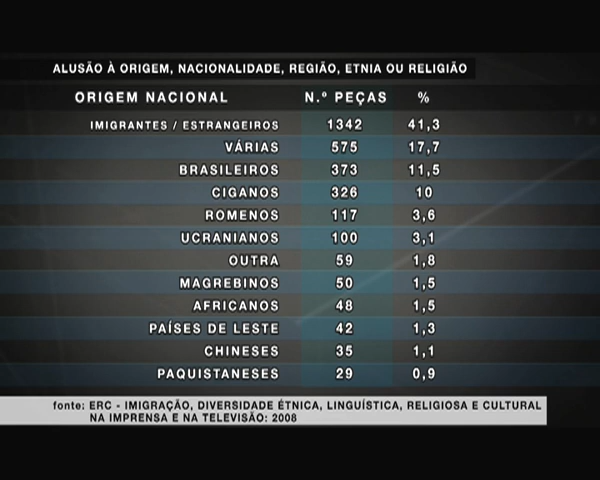 ALUSÃO À ORIGEM, NACIONALIDADE, REGIÃO, ETNIA OU RELIGIÃO
ORIGEM NACIONAL N.º PEÇAS %
IMIGRANTES / ESTRANGEIROS 1342 41,3
VÁRIAS 575 17,7
BRASILEIROS 373 11,5
CIGANOS 326 10
ROMENOS 117 3,6
UCRANIANOS 100 3,1
OUTRA 59 1,8
MAGREBINOS 50 1,5
AFRICANOS 48 1,5
PAÍSES DE LESTE 42 1,3
CHINESES 35 1,1
PAQUISTANESES 29 0,9
fonte: ERC - IMIGRAÇÃO, DIVERSIDADE ÉTNICA, LINGUÍSTICA, RELIGIOSA E CULTURAL
NA IMPRENSA E NA TELEVISÃO: 2008